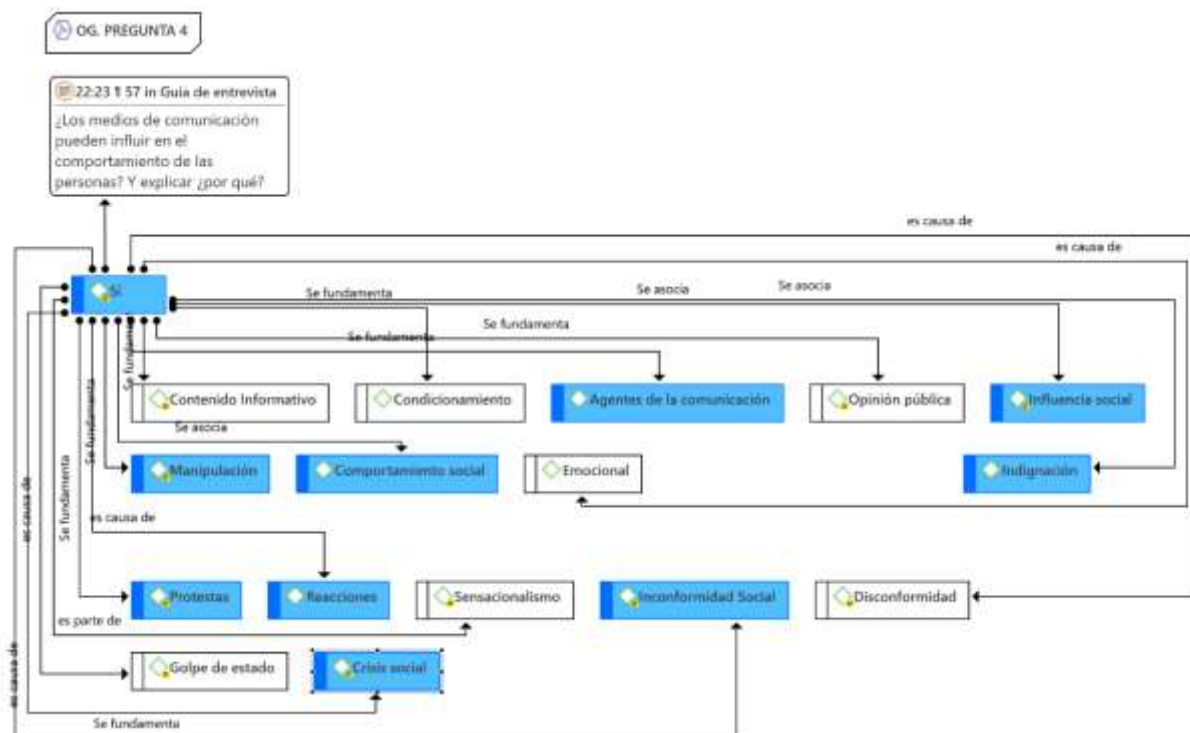 OG. PREGUNTA 4
22:23 ¶ 57 in Guia de entrevista
¿Los medios de comunicación
pueden influir en el
comportamiento de las
personas? Y explicar ¿por qué?
es causa de
es causa de
Si
Se fundamenta
Se asocia
Se asocia
Se fundamenta
Se fundamenta
Se fundamenta
Contenido Informativo
Condicionamiento
Agentes de la comunicación
Opinión pública
Influencia social
Se fundamenta
Se asocia
Manipulación
Comportamiento social
Emocional
Indignación
Se fundamenta
es causa de
es causa de
Protestas
Reacciones
Sensacionalismo
Inconformidad Social
Disconformidad
es parte de
Golpe de estado
Crisis social
es causa de
Se fundamenta